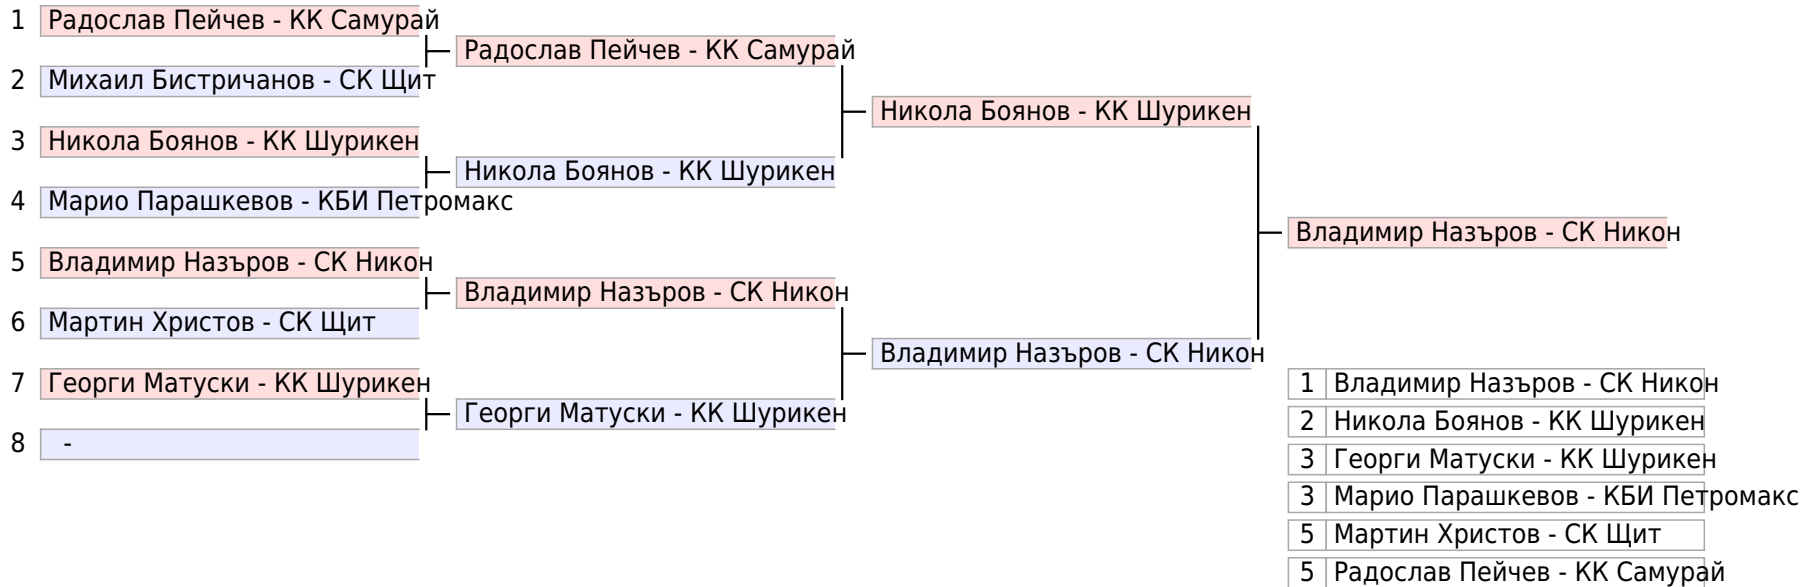 1 Радослав Пейчев - КК Самурай
Радослав Пейчев - КК Самурай
2 Михаил Бистричанов - СК Щит
Никола Боянов - КК Шурикен
3 Никола Боянов - КК Шурикен
Никола Боянов - КК Шурикен
4 Марио Парашкевов - КБИ Петромакс
Владимир Назъров - СК Никон
5 Владимир Назъров - СК Никон
Владимир Назъров - СК Никон
6 Мартин Христов - СК Щит
Владимир Назъров - СК Никон
7 Георги Матуски - КК Шурикен
Георги Матуски - КК Шурикен
8 -
1 Владимир Назъров - СК Никон
2 Никола Боянов - КК Шурикен
3 Георги Матуски - КК Шурикен
3 Марио Парашкевов - КБИ Петромакс
5 Мартин Христов - СК Щит
5 Радослав Пейчев - КК Самурай